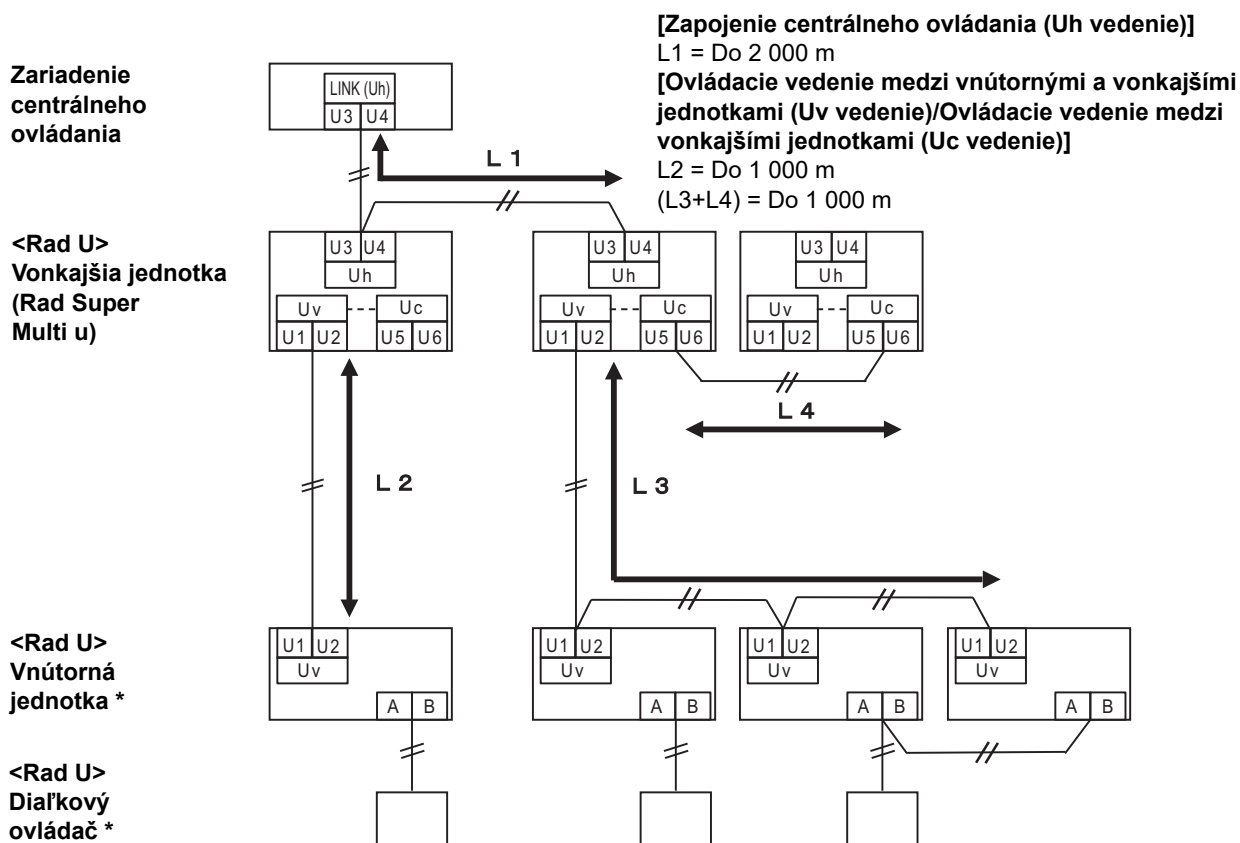 [Zapojenie centrálneho ovládania (Uh vedenie)]
L1 = Do 2 000 m
[Ovládacie vedenie medzi vnútornými a vonkajšími
jednotkami (Uv vedenie)/Ovládacie vedenie medzi
vonkajšími jednotkami (Uc vedenie)]
L2 = Do 1 000 m
(L3+L4) = Do 1 000 m
Zariadenie
centrálneho
ovládania
LINK (Uh)
U3 U4
L 1
<Rad U>
Vonkajšia jednotka
(Rad Super
Multi u)
U3 U4
Uh
Uv Uc
U1 U2 U5 U6
U3 U4
Uh
Uv Uc
U1 U2 U5 U6
U3 U4
Uh
Uv Uc
U1 U2 U5 U6
L 4
L 2
L 3
<Rad U>
Vnútorná
jednotka *
U1 U2
Uv
A B
U1 U2
Uv
A B
U1 U2
Uv
A B
U1 U2
Uv
A B
<Rad U>
Diaľkový
ovládač *